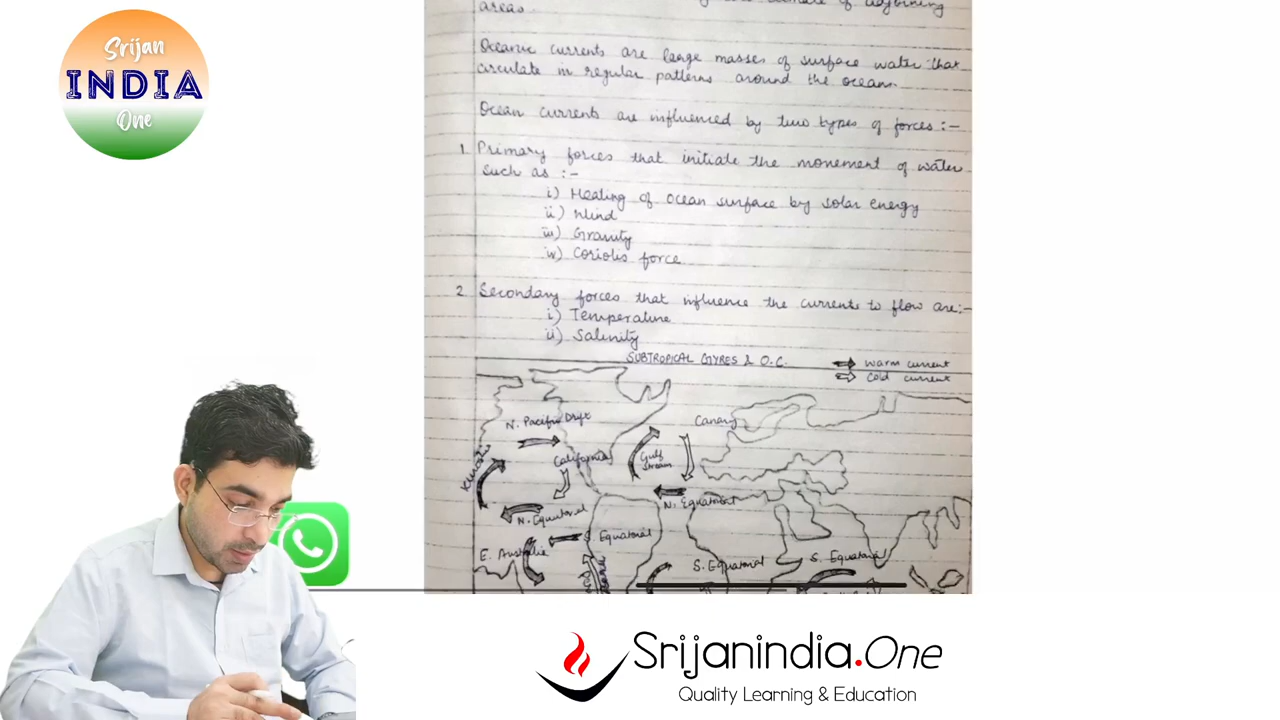 Srijan
INDIA
One
of adjoining
areas.
Oceanic currents are large masses of surface water that
circulate in regular patterns around the ocean.
Ocean currents are influenced by two types of forces :-
1. Primary forces that initiate the movement of water
such as :-
i) Heating of ocean surface by solar energy
ii) Wind
iii) Gravity
iv) Coriolis force
2 Secondary forces that influence the currents to flow are:-
i) Temperature
ii) Salinity
SUBTROPICAL GYRES & O.C.
warm current
cold current
N. Pacific Drift
Canary
California
Gulf
Stream
Kuroshio
N. Equatorial
N. Equatorial
S. Equatorial
E. Australia
S. Equatorial
S. Equatorial
Srijanindia.One
Quality Learning & Education